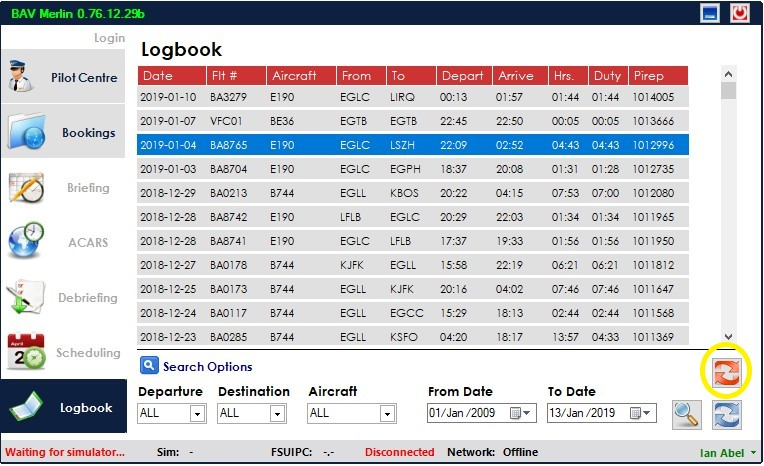 BAV Merlin 0.76.12.29b
Login
Pilot Centre
Bookings
Briefing
ACARS
Debriefing
April
20
Scheduling
Logbook
Logbook
Date Flt # Aircraft From To Depart Arrive Hrs. Duty Pirep
2019-01-10 BA3279 E190 EGLC LIRQ 00:13 01:57 01:44 01:44 1014005
2019-01-07 VFC01 BE36 EGTB EGTB 22:45 22:50 00:05 00:05 1013666
2019-01-04 BA8765 E190 EGLC LSZH 22:09 02:52 04:43 04:43 1012996
2019-01-03 BA8704 E190 EGLC EGPH 18:37 20:08 01:31 01:28 1012735
2018-12-29 BA0213 B744 EGLL KBOS 20:22 04:15 07:53 07:00 1012080
2018-12-28 BA8742 E190 LFLB EGLC 20:29 22:03 01:34 01:34 1011965
2018-12-28 BA8741 E190 EGLC LFLB 17:37 19:33 01:56 01:56 1011950
2018-12-27 BA0178 B744 KJFK EGLL 15:58 22:19 06:21 06:21 1011812
2018-12-25 BA0173 B744 EGLL KJFK 20:16 04:02 07:46 07:46 1011647
2018-12-24 BA0117 B744 EGLL EGCC 15:29 18:13 02:44 02:44 1011568
2018-12-23 BA0285 B744 EGLL KSFO 04:20 18:17 13:57 04:33 1011369
Search Options
Departure Destination Aircraft From Date To Date
ALL ALL ALL 01/Jan/2009 13/Jan/2019
Waiting for simulator... Sim: - FSUIPC: -.- Disconnected Network: Offline Ian Abel